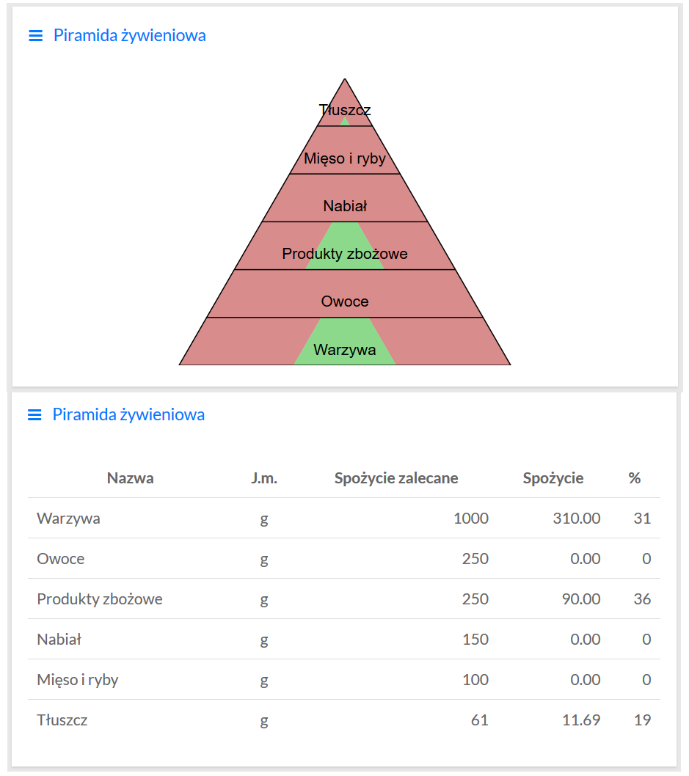 Piramida żywieniowa
Tłuszcz
Mięso i ryby
Nabiał
Produkty zbożowe
Owoce
Warzywa
Piramida żywieniowa
Nazwa J.m. Spożycie zalecane Spożycie %
Warzywa g 1000 310.00 31
Owoce g 250 0.00 0
Produkty zbożowe g 250 90.00 36
Nabiał g 150 0.00 0
Mięso i ryby g 100 0.00 0
Tłuszcz g 61 11.69 19